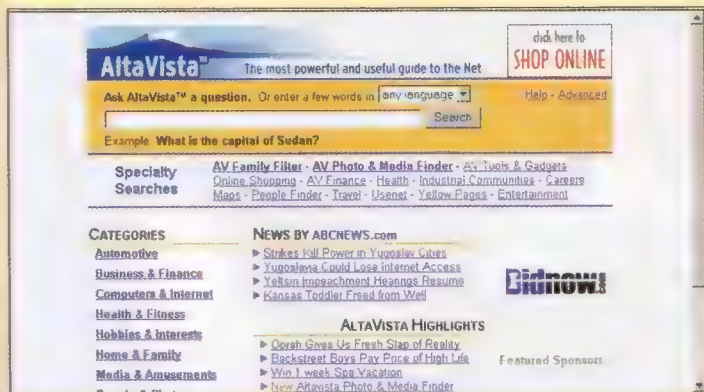 AltaVista™
The most powerful and useful guide to the Net
click here to
SHOP ONLINE
Ask AltaVista™ a question. Or enter a few words in any language
Help - Advanced
Search
Example What is the capital of Sudan?
Specialty Searches
AV Family Filter - AV Photo & Media Finder - AV Tools & Gadgets
Online Shopping - AV Finance - Health - Industrial Communities - Careers
Maps - People Finder - Travel - Usenet - Yellow Pages - Entertainment
CATEGORIES
Automotive
Business & Finance
Computers & Internet
Health & Fitness
Hobbies & Interests
Home & Family
Media & Amusements
NEWS BY ABCNEWS.com
Strikes Kill Power in Yugoslav Cities
Yugoslavs Could Lose Internet Access
Yeltsin Impeachment Hearings Resume
Kansas Toddler Freed from Well
ALTAVISTA HIGHLIGHTS
Oprah Gives Us Fresh Slap of Reality
Backstreet Boys Pay Price of High Life
Win 1 week Spa Vacation
New Altavista Photo & Media Finder
Bidnow!
Featured Sponsors